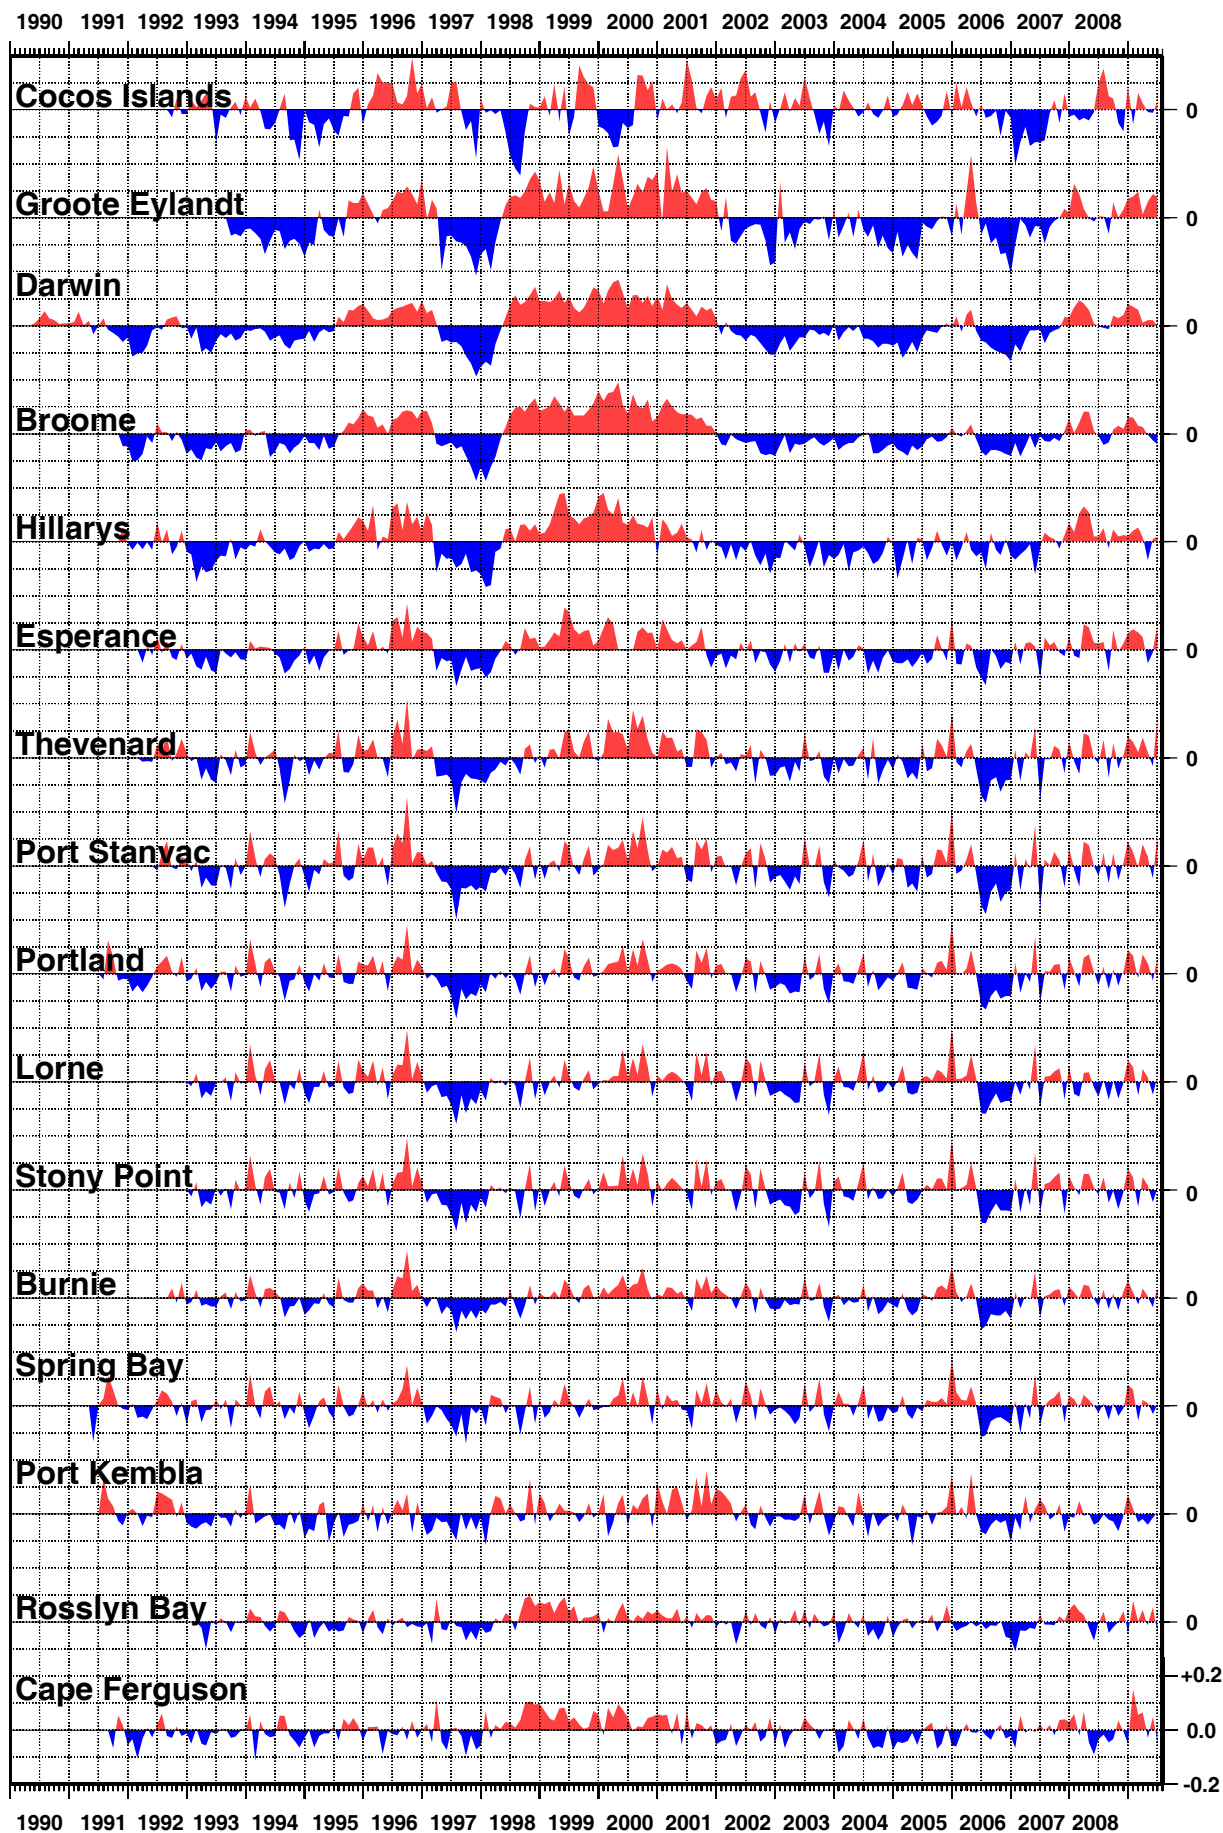 1990 1991 1992 1993 1994 1995 1996 1997 1998 1999 2000 2001 2002 2003 2004 2005 2006 2007 2008
Cocos Islands 0
Groote Eylandt 0
Darwin 0
Broome 0
Hillarys 0
Esperance 0
Thevenard 0
Port Stanvac 0
Portland 0
Lorne 0
Stony Point 0
Burnie 0
Spring Bay 0
Port Kembla 0
Rosslyn Bay 0
+0.2
Cape Ferguson 0.0
-0.2
1990 1991 1992 1993 1994 1995 1996 1997 1998 1999 2000 2001 2002 2003 2004 2005 2006 2007 2008